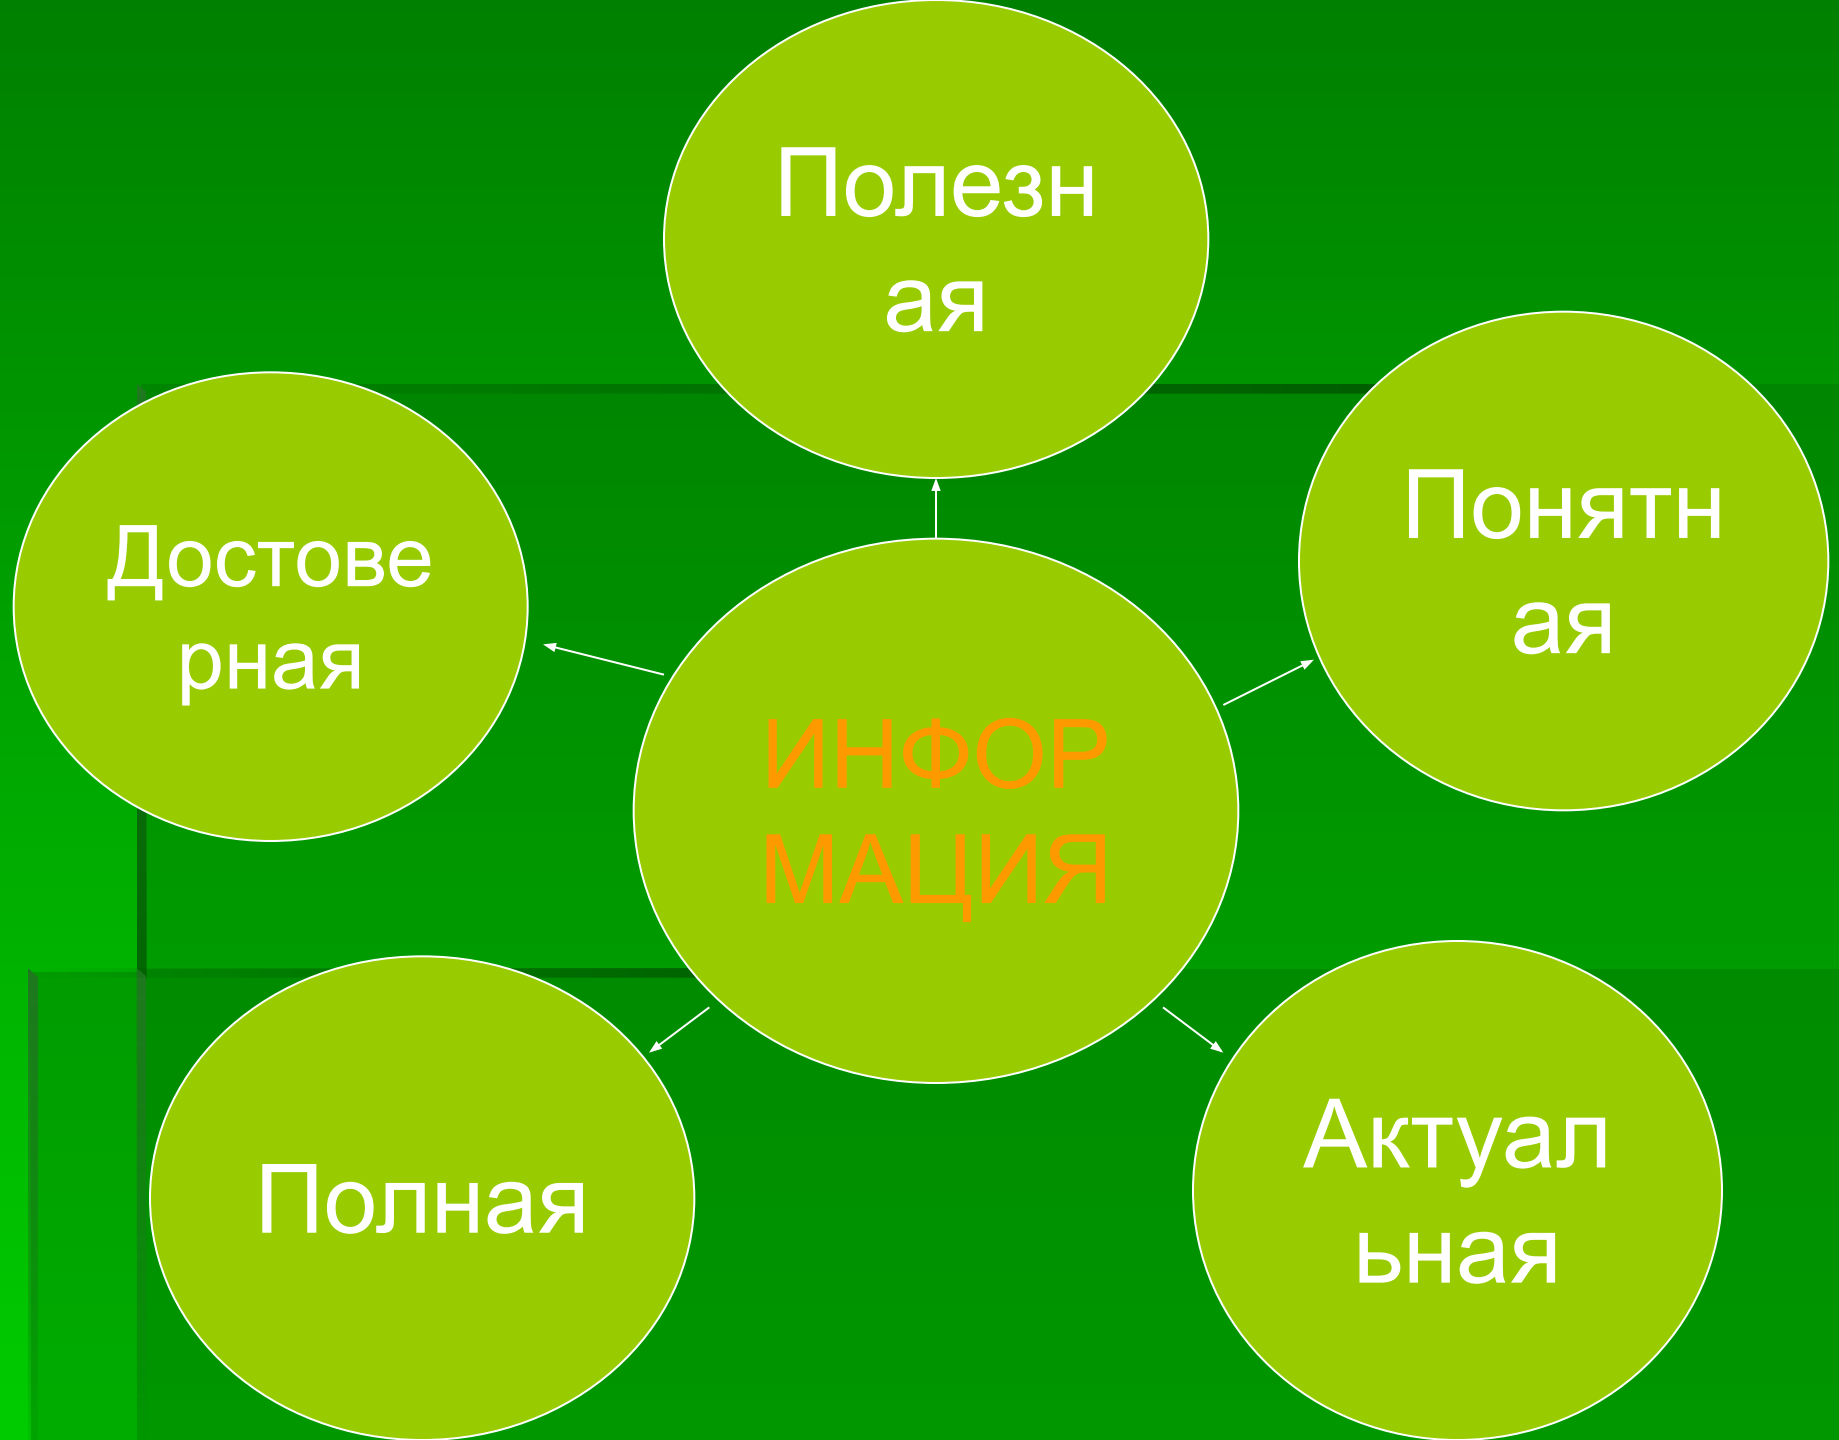 Полезн
ая
Понятн
ая
Достове
рная
ИНФОР
МАЦИЯ
Полная
Актуал
ьная